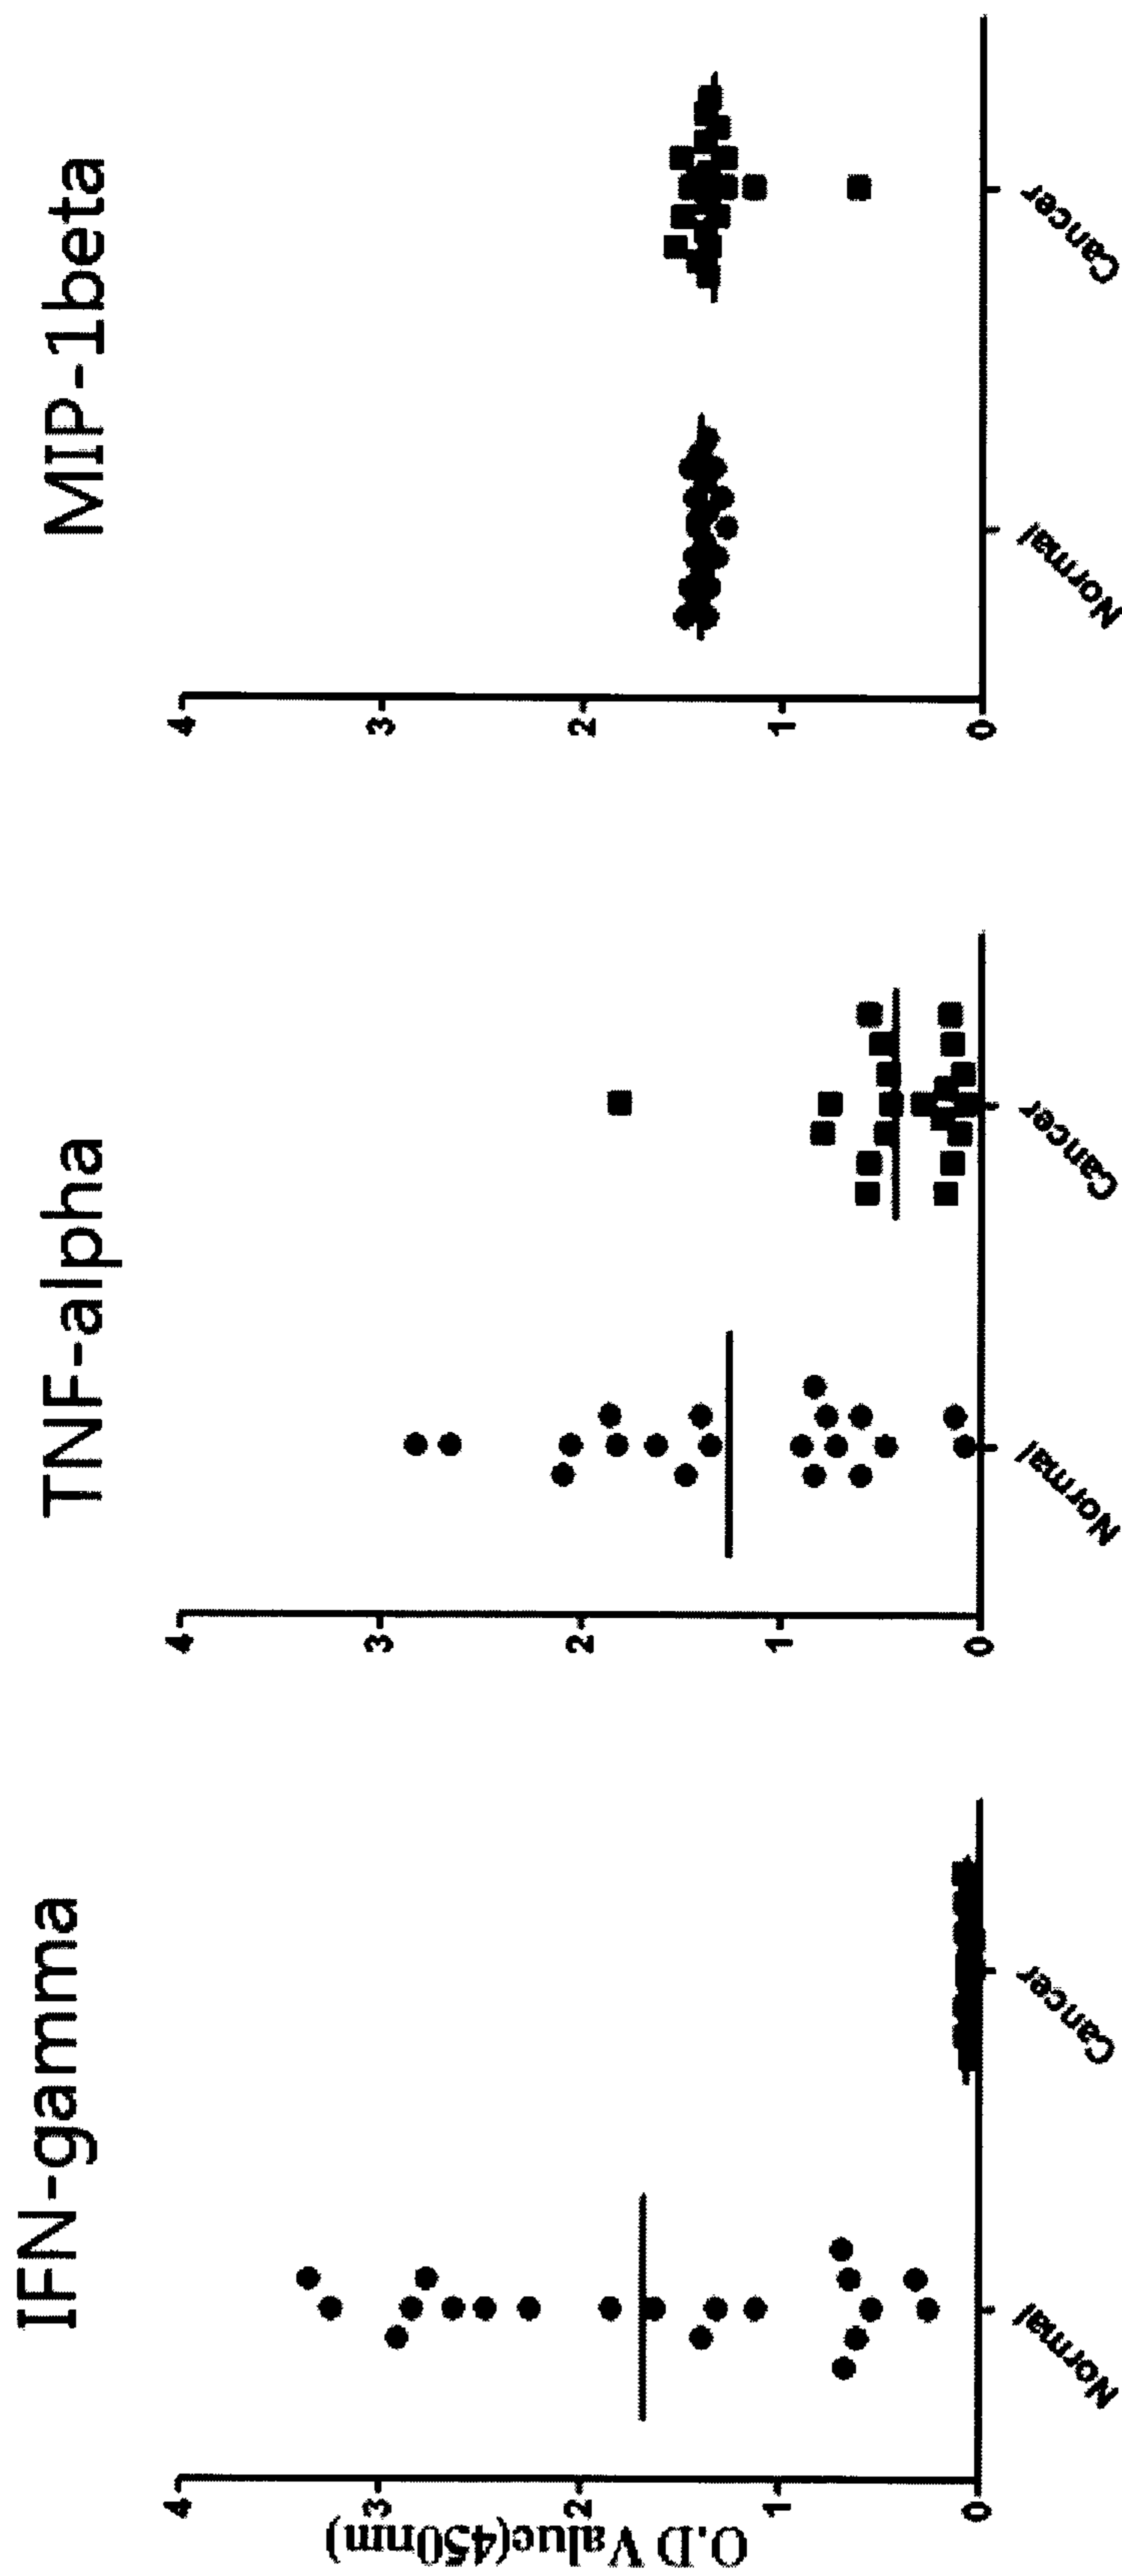 IFN-gamma
TNF-alpha
MIP-1beta
O.D Value(450nm)
4
3
2
1
0
Normal
Cancer
4
3
2
1
0
Normal
Cancer
4
3
2
1
0
Normal
Cancer